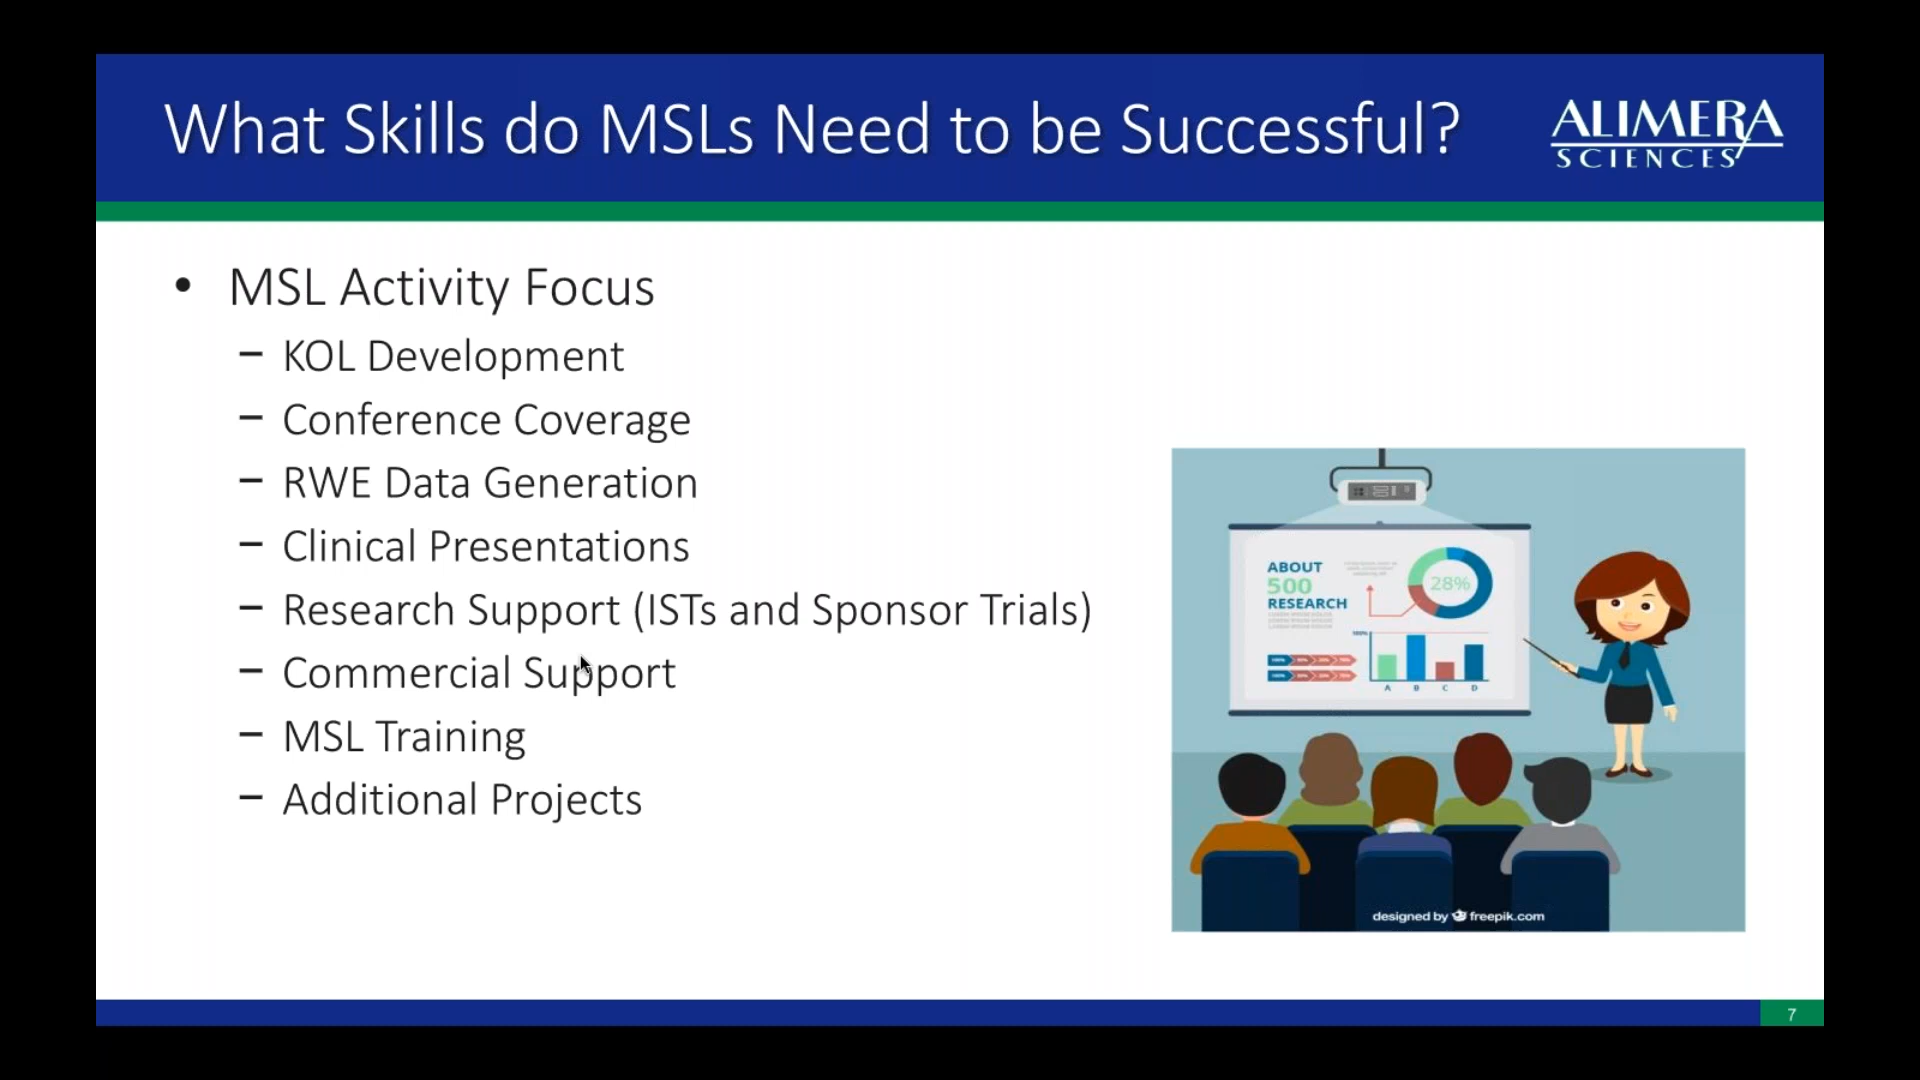 What Skills do MSLs Need to be Successful?
ALIMERA
SCIENCES
• MSL Activity Focus
– KOL Development
– Conference Coverage
– RWE Data Generation
– Clinical Presentations
– Research Support (ISTs and Sponsor Trials)
– Commercial Support
– MSL Training
– Additional Projects
ABOUT
500
RESEARCH
28%
100%
A B C D
designed by freepik.com
7